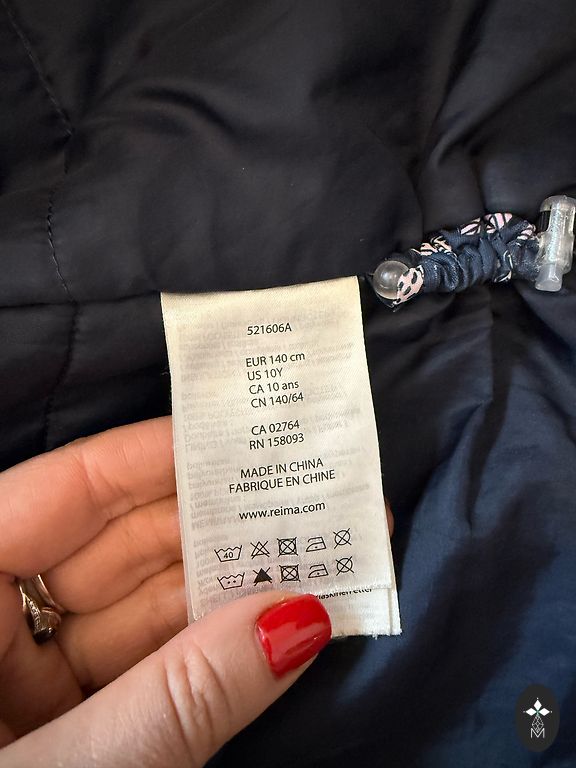 521606A
EUR 140 cm
US 10Y
CA 10 ans
CN 140/64
CA 02764
RN 158093
MADE IN CHINA
FABRIQUE EN CHINE
www.reima.com
40